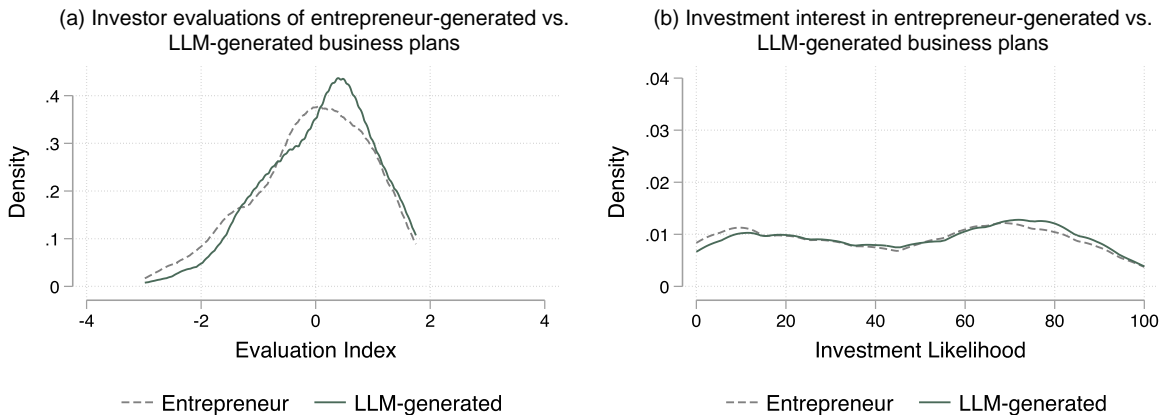 (a) Investor evaluations of entrepreneur-generated vs.
LLM-generated business plans
.4
.3
.2
.1
0
Density
-4
-2
0
2
4
Evaluation Index
Entrepreneur
LLM-generated
(b) Investment interest in entrepreneur-generated vs.
LLM-generated business plans
.04
.03
.02
.01
0
Density
0
20
40
60
80
100
Investment Likelihood
Entrepreneur
LLM-generated